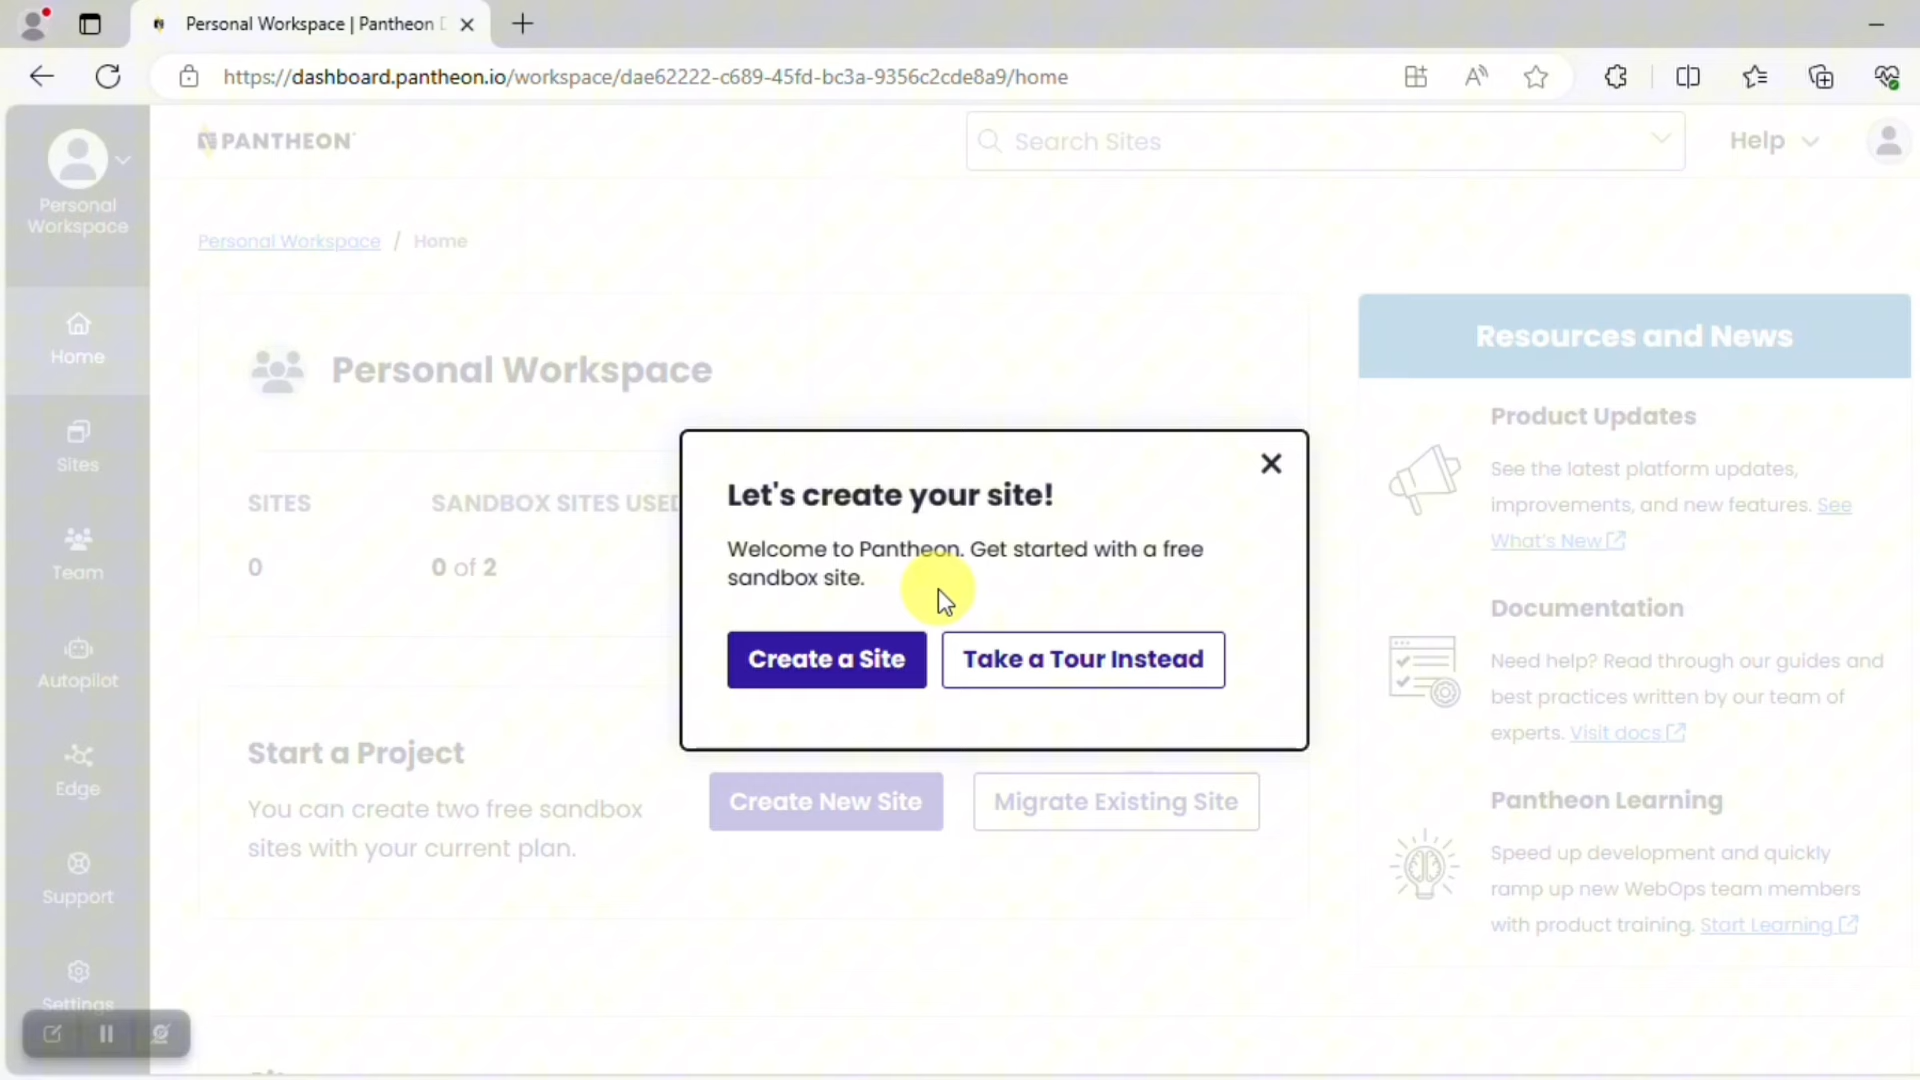 Personal Workspace | Pantheon D
https://dashboard.pantheon.io/workspace/dae62222-c689-45fd-bc3a-9356c2cde8a9/home
Personal
Workspace
PANTHEON
Search Sites
Help
Personal Workspace / Home
Home
Sites
Team
Autopilot
Edge
Support
Settings
Personal Workspace
SITES
SANDBOX SITES USED
0
0 of 2
Let's create your site!
Welcome to Pantheon. Get started with a free
sandbox site.
Create a Site
Take a Tour Instead
Start a Project
You can create two free sandbox
sites with your current plan.
Create New Site
Migrate Existing Site
Resources and News
Product Updates
See the latest platform updates,
improvements, and new features. See
What's New
Documentation
Need help? Read through our guides and
best practices written by our team of
experts. Visit docs
Pantheon Learning
Speed up development and quickly
ramp up new WebOps team members
with product training. Start Learning